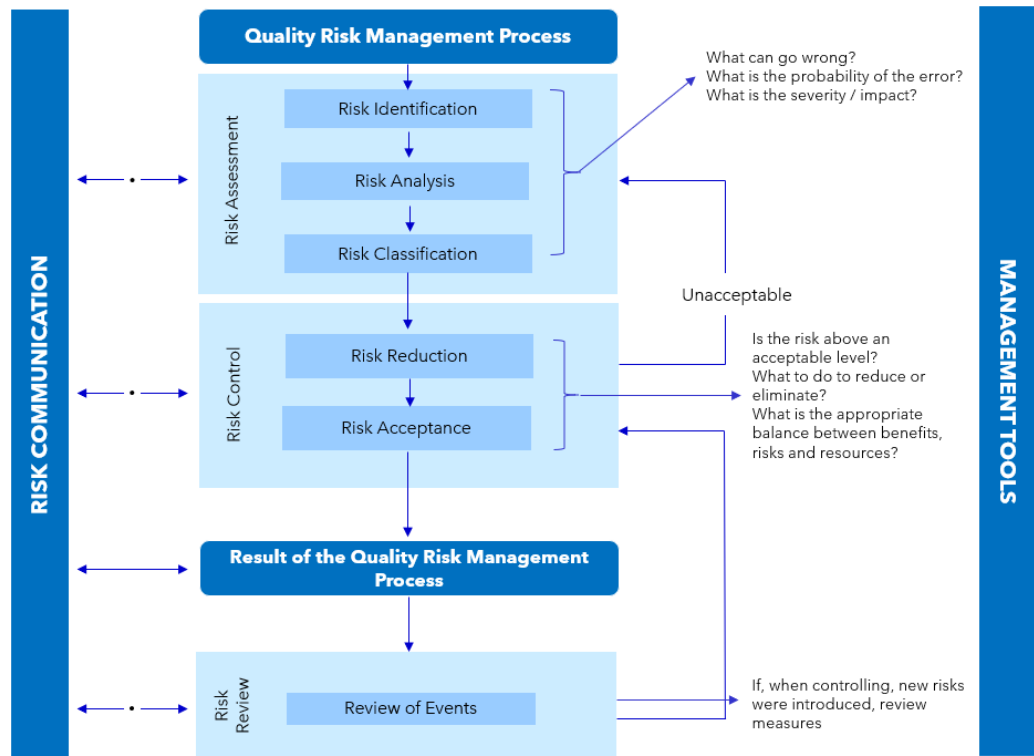 Quality Risk Management Process
What can go wrong?
What is the probability of the error?
What is the severity / impact?
Risk Assessment
Risk Identification
Risk Analysis
Risk Classification
RISK COMMUNICATION
MANAGEMENT TOOLS
Unacceptable
Risk Control
Risk Reduction
Risk Acceptance
Is the risk above an
acceptable level?
What to do to reduce or
eliminate?
What is the appropriate
balance between benefits,
risks and resources?
Result of the Quality Risk Management
Process
Risk
Review
Review of Events
If, when controlling, new risks
were introduced, review
measures